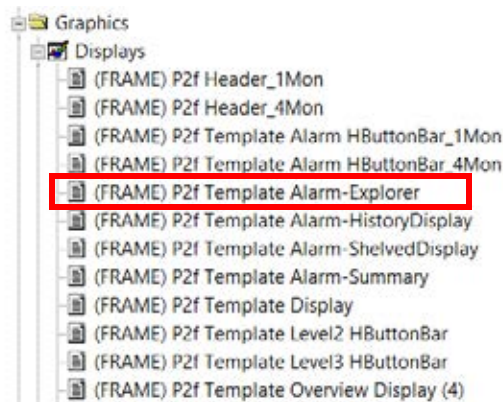 Graphics
Displays
(FRAME) P2f Header_1Mon
(FRAME) P2f Header_4Mon
(FRAME) P2f Template Alarm HButtonBar_1Mon
(FRAME) P2f Template Alarm HButtonBar_4Mon
(FRAME) P2f Template Alarm-Explorer
(FRAME) P2f Template Alarm-HistoryDisplay
(FRAME) P2f Template Alarm-ShelvedDisplay
(FRAME) P2f Template Alarm-Summary
(FRAME) P2f Template Display
(FRAME) P2f Template Level2 HButtonBar
(FRAME) P2f Template Level3 HButtonBar
(FRAME) P2f Template Overview Display (4)